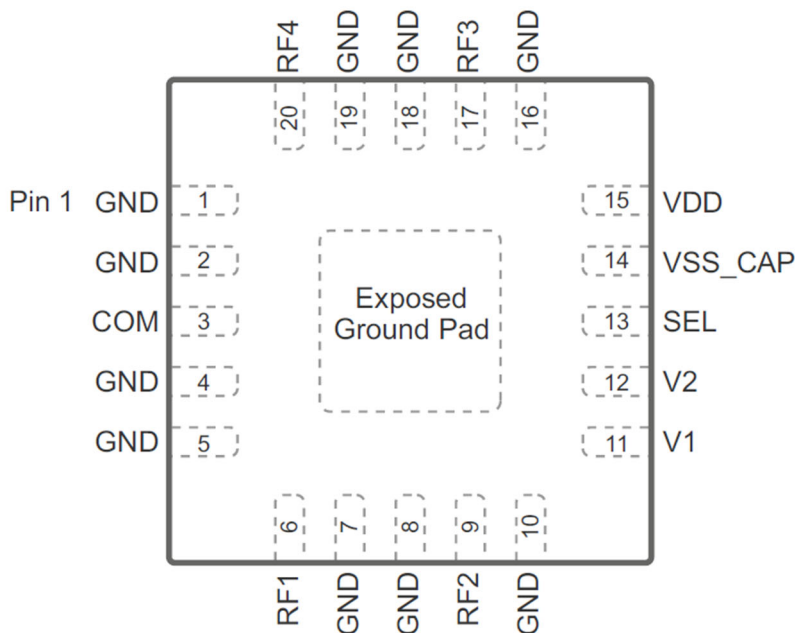 RF4 GND GND RF3 GND
20 19 18 17 16
Pin 1 GND 1 15 VDD
GND 2 14 VSS_CAP
Exposed
COM 3 13 SEL
Ground Pad
GND 4 12 V2
GND 5 11 V1
6 7 8 9 10
RF1 GND GND RF2 GND